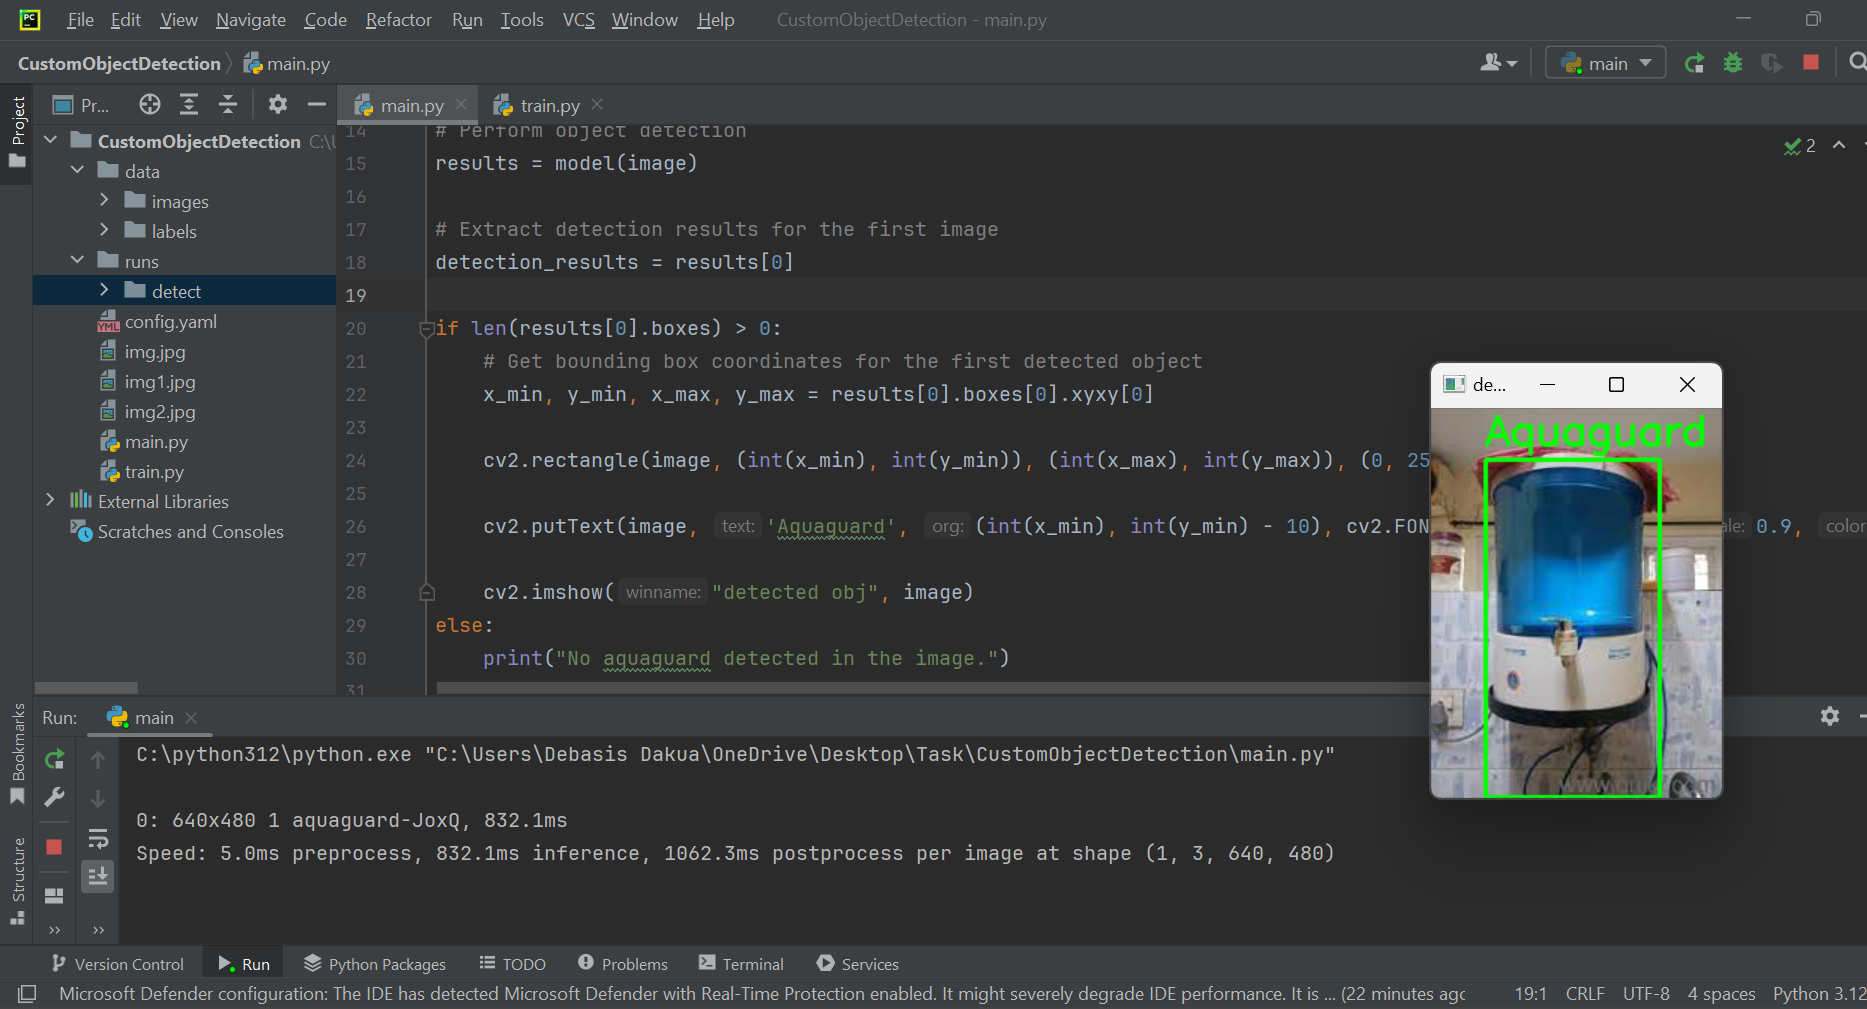 PC
File Edit View Navigate Code Refactor Run Tools VCS Window Help CustomObjectDetection - main.py
CustomObjectDetection main.py main
Project
Pr... main.py train.py
CustomObjectDetection C:\U
data
images
labels
runs
detect
YML config.yaml
img.jpg
img1.jpg
img2.jpg
main.py
train.py
External Libraries
Scratches and Consoles
2
14 # Perform object detection
15 results = model(image)
16
17 # Extract detection results for the first image
18 detection_results = results[0]
19
20 if len(results[0].boxes) > 0:
21 # Get bounding box coordinates for the first detected object
22 x_min, y_min, x_max, y_max = results[0].boxes[0].xyxy[0]
23
24 cv2.rectangle(image, (int(x_min), int(y_min)), (int(x_max), int(y_max)), (0, 25
25
26 cv2.putText(image, text: 'Aquaguard', org: (int(x_min), int(y_min) - 10), cv2.FON ale: 0.9, color
27
28 cv2.imshow( winname: "detected obj", image)
29 else:
30 print("No aquaguard detected in the image.")
31
de...
Aquaguard
Bookmarks
Structure
Run: main
C:\python312\python.exe "C:\Users\Debasis Dakua\OneDrive\Desktop\Task\CustomObjectDetection\main.py"
0: 640x480 1 aquaguard-JoxQ, 832.1ms
Speed: 5.0ms preprocess, 832.1ms inference, 1062.3ms postprocess per image at shape (1, 3, 640, 480)
Version Control Run Python Packages TODO Problems Terminal Services
Microsoft Defender configuration: The IDE has detected Microsoft Defender with Real-Time Protection enabled. It might severely degrade IDE performance. It is ... (22 minutes agc 19:1 CRLF UTF-8 4 spaces Python 3.12